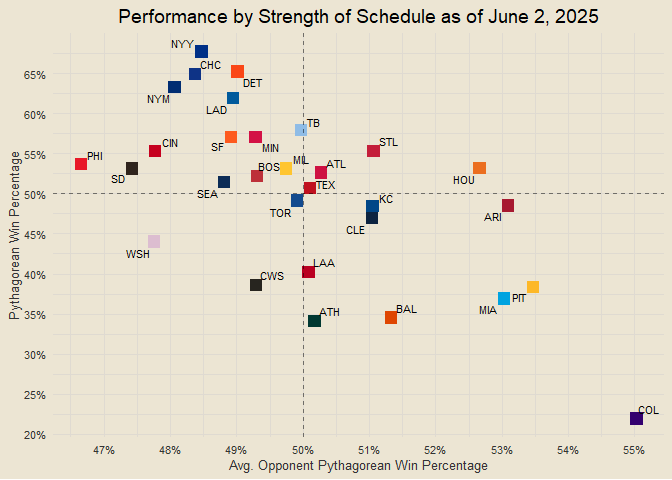 Performance by Strength of Schedule as of June 2, 2025
NYY
CHC
DET
NYM
LAD
TB
CIN
SF
MIN
STL
PHI
SD
BOS
MIL
ATL
HOU
SEA
TEX
TOR
KC
CLE
ARI
WSH
LAA
CWS
PIT
MIA
ATH
BAL
COL
65%
60%
55%
50%
45%
40%
35%
30%
25%
20%
Pythagorean Win Percentage
47%
48%
49%
50%
51%
52%
53%
54%
55%
Avg. Opponent Pythagorean Win Percentage